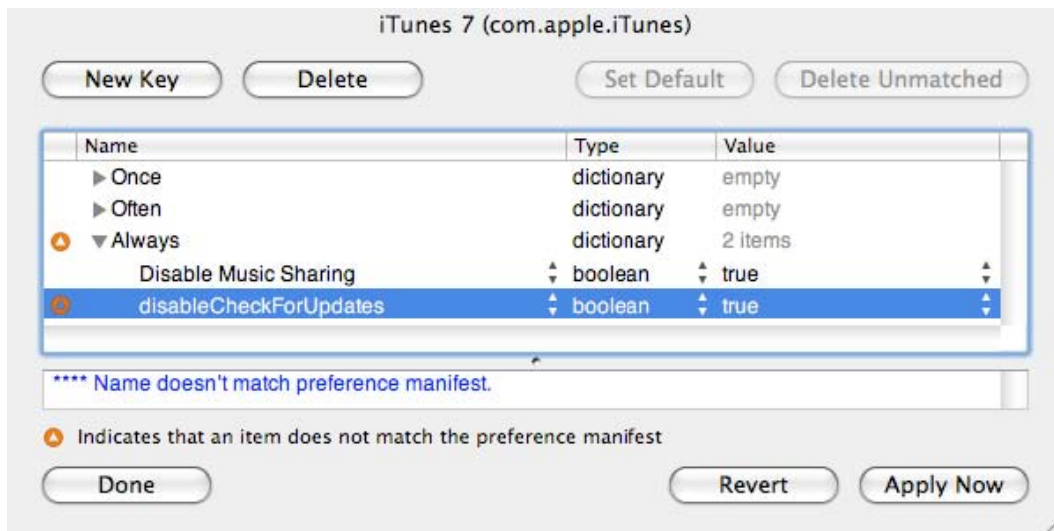 iTunes 7 (com.apple.iTunes)
New Key Delete Set Default Delete Unmatched
Name Type Value
Once dictionary empty
Often dictionary empty
Always dictionary 2 items
Disable Music Sharing boolean true
disableCheckForUpdates boolean true
**** Name doesn't match preference manifest.
Indicates that an item does not match the preference manifest
Done Revert Apply Now